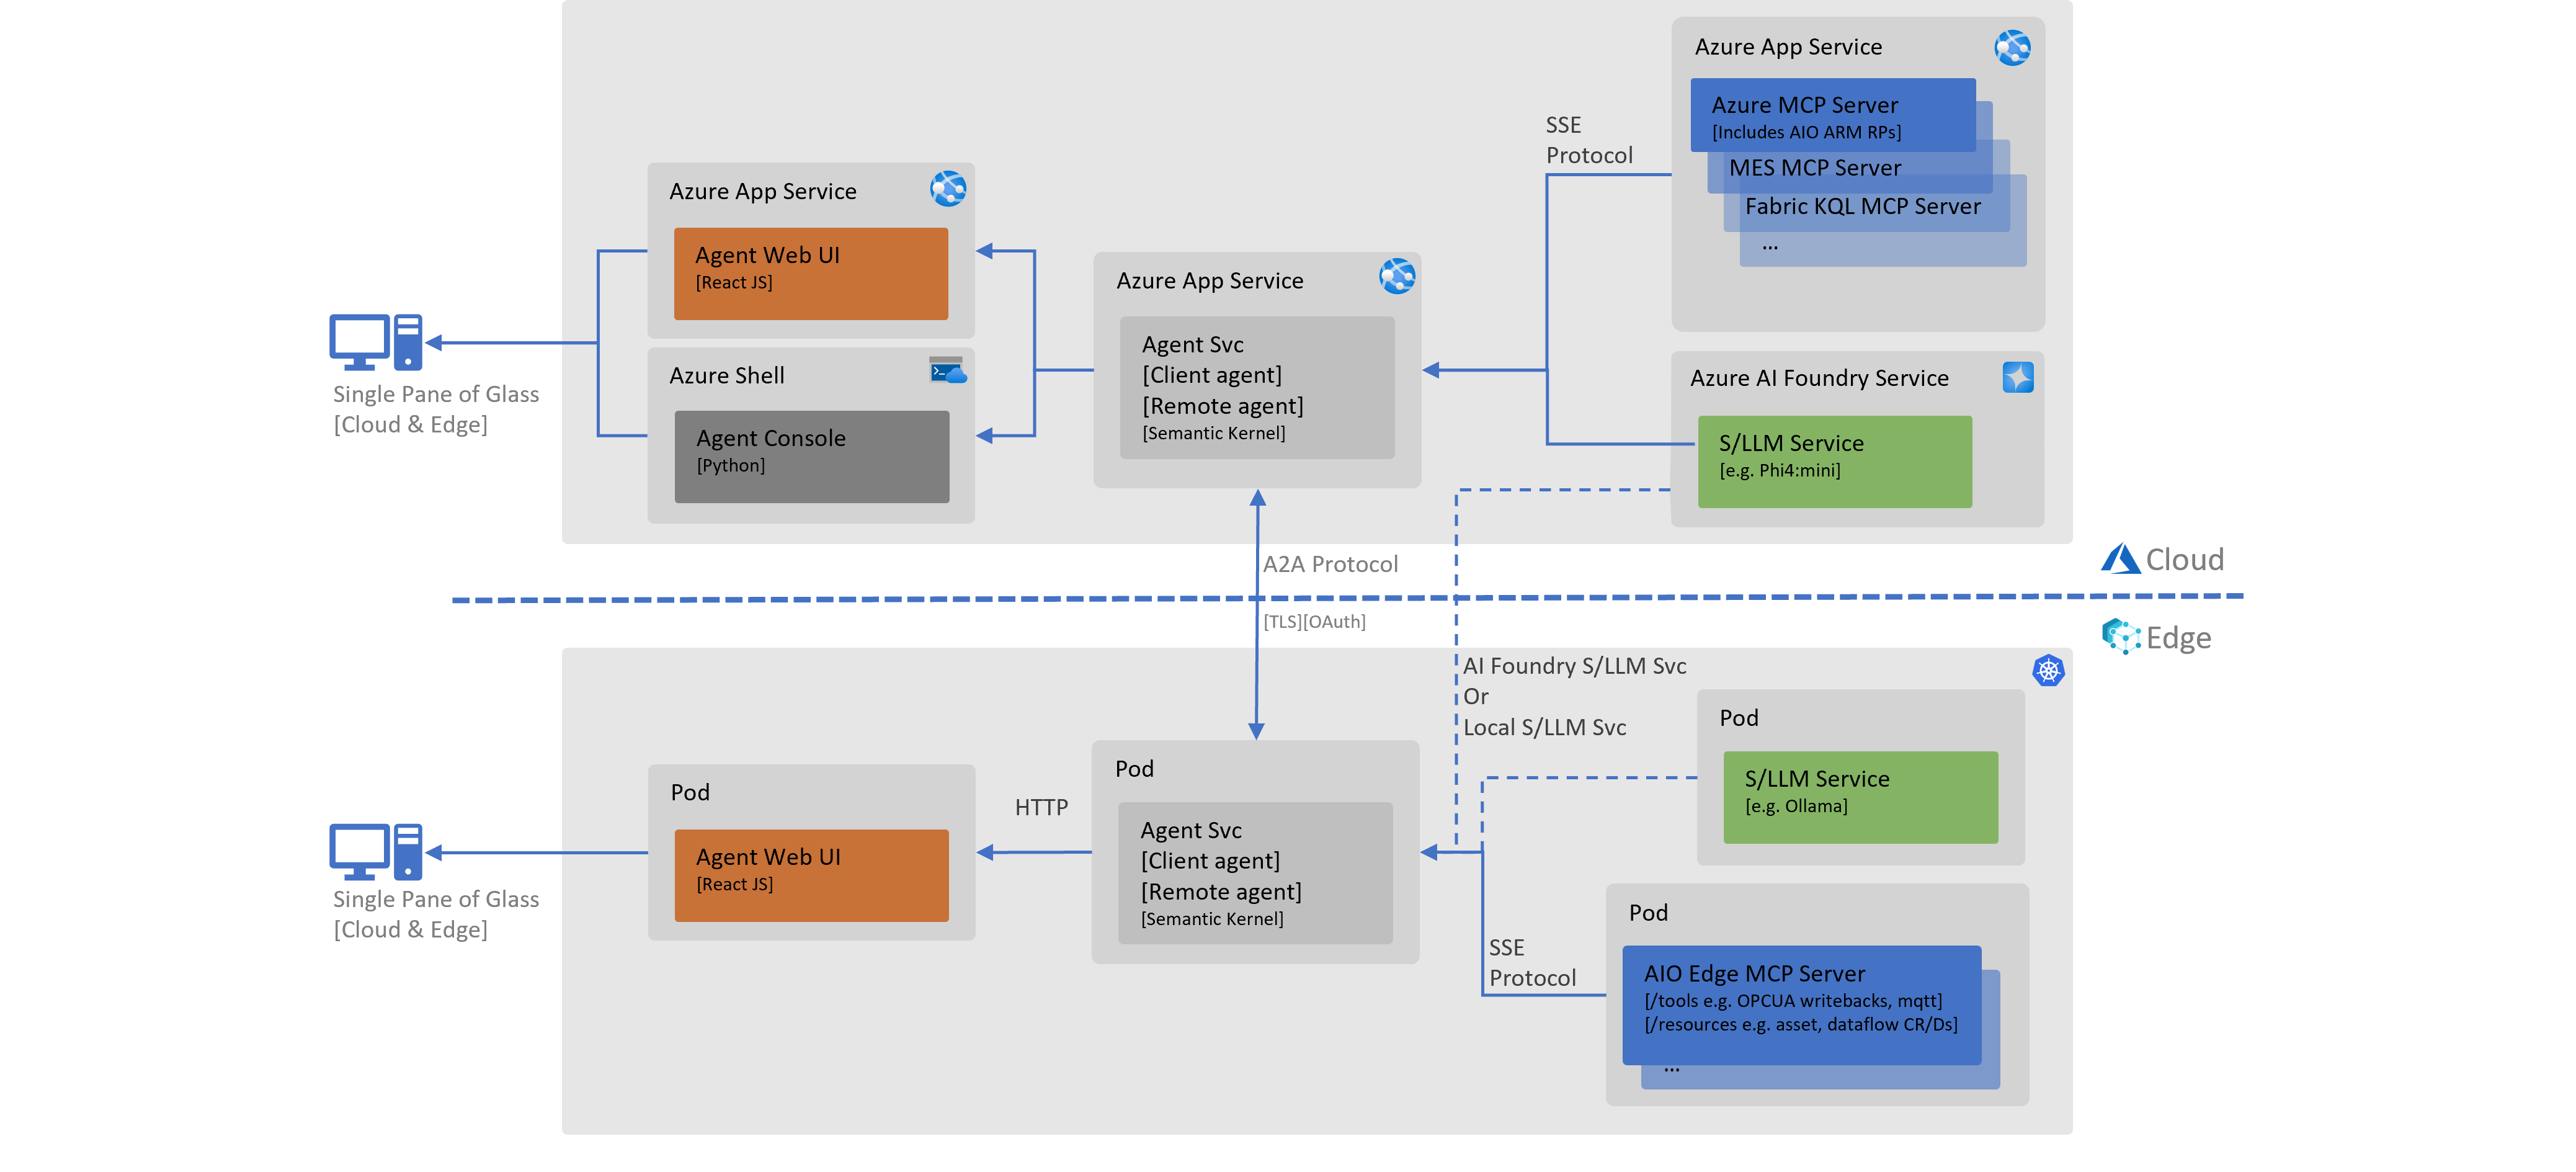 Azure App Service
Azure MCP Server
[Includes AIO ARM RPs]
MES MCP Server
Fabric KQL MCP Server
...
SSE
Protocol
Azure App Service
Agent Web UI
[React JS]
Azure Shell
Agent Console
[Python]
Single Pane of Glass
[Cloud & Edge]
Azure App Service
Agent Svc
[Client agent]
[Remote agent]
[Semantic Kernel]
Azure AI Foundry Service
S/LLM Service
[e.g. Phi4:mini]
A2A Protocol
Cloud
[TLS][OAuth]
Edge
AI Foundry S/LLM Svc
Or
Local S/LLM Svc
Pod
S/LLM Service
[e.g. Ollama]
Pod
Agent Svc
[Client agent]
[Remote agent]
[Semantic Kernel]
HTTP
Pod
Agent Web UI
[React JS]
Single Pane of Glass
[Cloud & Edge]
SSE
Protocol
Pod
AIO Edge MCP Server
[/tools e.g. OPCUA writebacks, mqtt]
[/resources e.g. asset, dataflow CR/Ds]
...